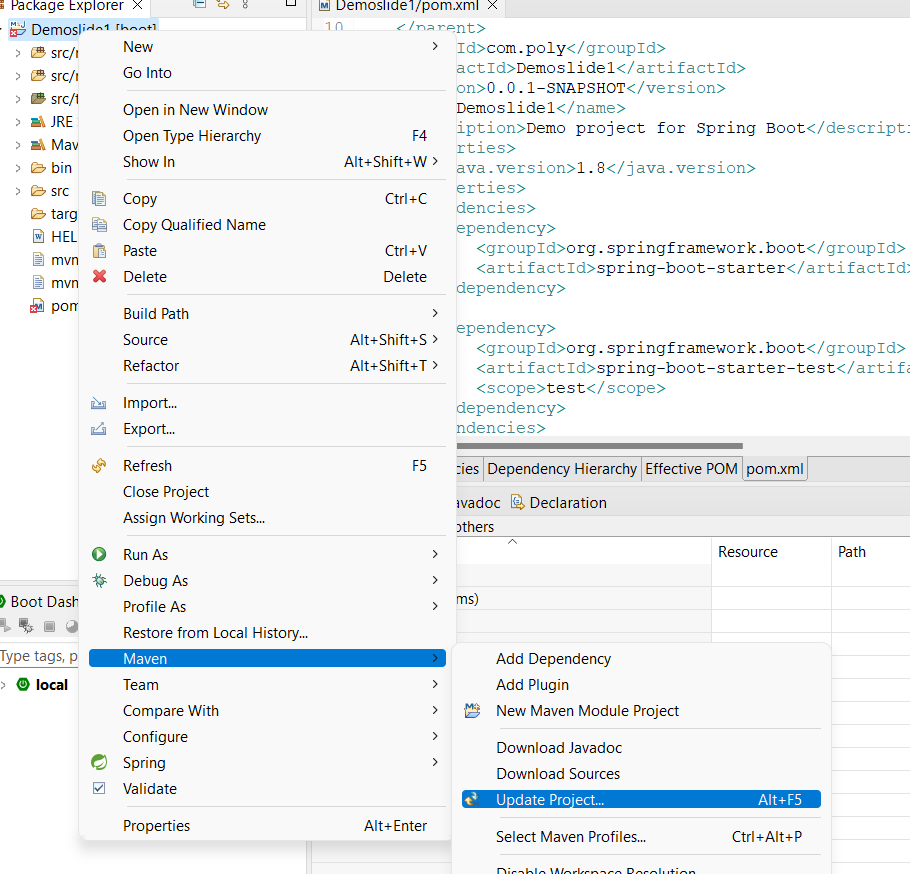 Package Explorer
Demoslide1/pom.xml
Demoslide1 [boot]
src/
src/
src/
JRE
bin
src
pom
10
</parent>
Id>com.poly</groupId>
actId>Demoslide1</artifactId>
on>0.0.1-SNAPSHOT</version>
Demoslide1</name>
iption>Demo project for Spring Boot</descripti
rties>
ava.version>1.8</java.version>
erties>
dencies>
ependency>
<groupId>org.springframework.boot</groupId>
<artifactId>spring-boot-starter</artifactId>
dependency>
ependency>
<groupId>org.springframework.boot</groupId>
<artifactId>spring-boot-starter-test</artifa
<scope>test</scope>
dependency>
ndencies>
cies
Dependency Hierarchy
Effective POM
pom.xml
avadoc
Declaration
others
Resource
Path
ms)
Boot Dash
Type tags, p
local
New
Go Into
Open in New Window
Open Type Hierarchy F4
Show In Alt+Shift+W
Copy Ctrl+C
Copy Qualified Name
Paste Ctrl+V
Delete Delete
Build Path
Source Alt+Shift+S
Refactor Alt+Shift+T
Import...
Export...
Refresh F5
Close Project
Assign Working Sets...
Run As
Debug As
Profile As
Restore from Local History...
Maven
Team
Compare With
Configure
Spring
Validate
Properties Alt+Enter
Add Dependency
Add Plugin
New Maven Module Project
Download Javadoc
Download Sources
Update Project... Alt+F5
Select Maven Profiles... Ctrl+Alt+P
Disable Workspace Resolution